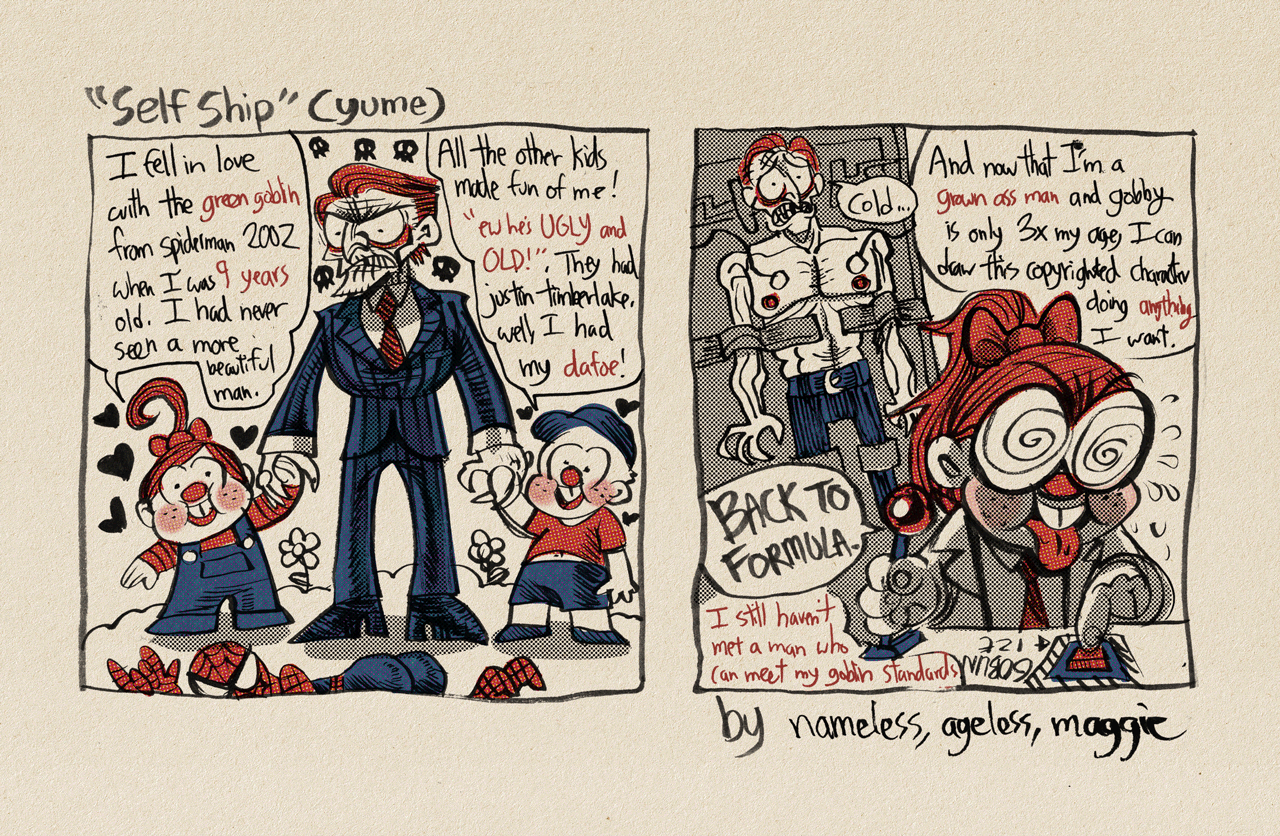 "Self Ship" (yume)
I fell in love
with the green goblin
from spiderman 2002
when I was 9 years
old. I had never
seen a more
beautiful
man.
All the other kids
made fun of me!
"ew he's UGLY and
OLD!". They had
justin timberlake.
well, I had
my dafoe!
Cold...
And now that I'm a
grown ass man and gobby
is only 3x my age, I can
draw this copyrighted character
doing anything
I want.
BACK TO
FORMULA.
I still haven't
met a man who
can meet my goblin standards
by nameless, ageless, maggie